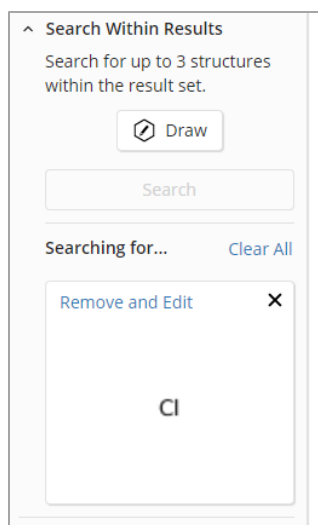 Search Within Results
Search for up to 3 structures
within the result set.
Draw
Search
Searching for...
Clear All
Remove and Edit
Cl